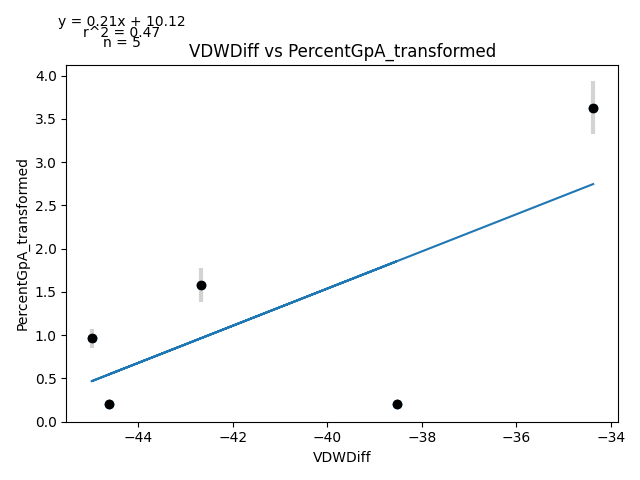 y = 0.21x + 10.12
r^2 = 0.47
n = 5
VDWDiff vs PercentGpA_transformed
4.0
3.5
3.0
2.5
2.0
1.5
1.0
0.5
0.0
PercentGpA_transformed
−44 −42 −40 −38 −36 −34
VDWDiff